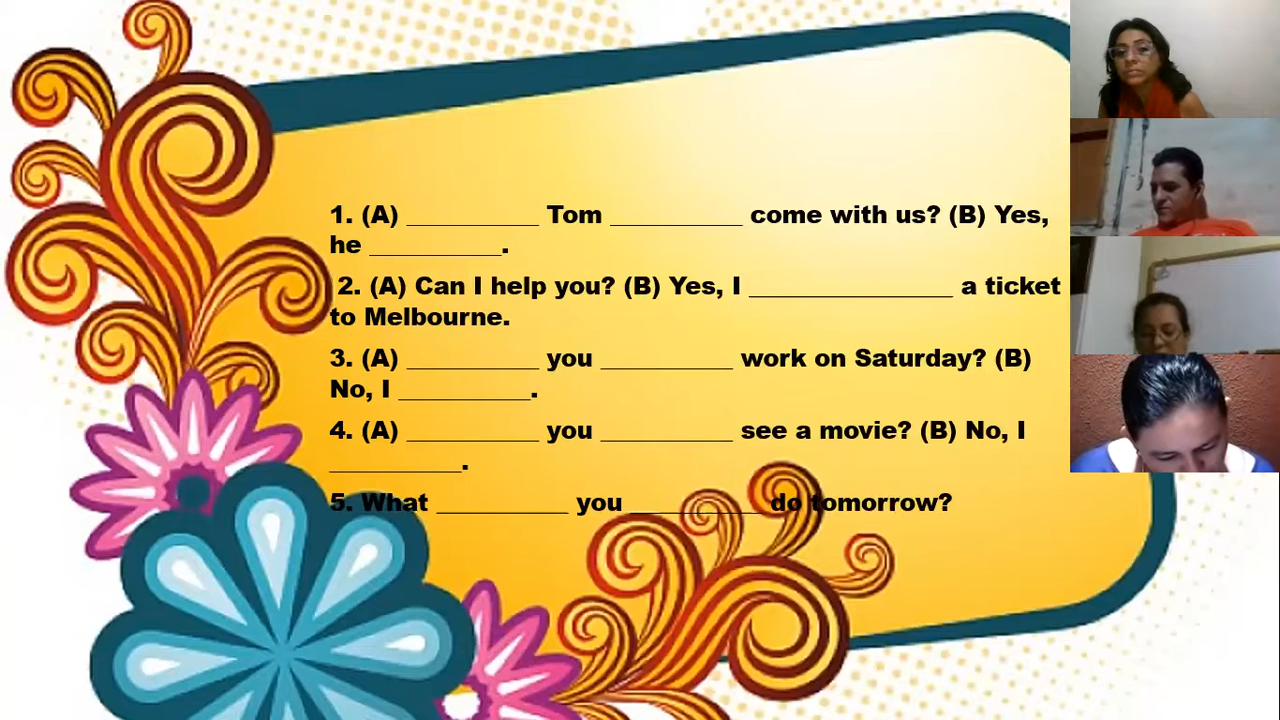 1. (A) __________ Tom __________ come with us? (B) Yes,
he __________.
2. (A) Can I help you? (B) Yes, I _______________ a ticket
to Melbourne.
3. (A) __________ you __________ work on Saturday? (B)
No, I __________.
4. (A) __________ you __________ see a movie? (B) No, I
__________.
5. What __________ you __________ do tomorrow?